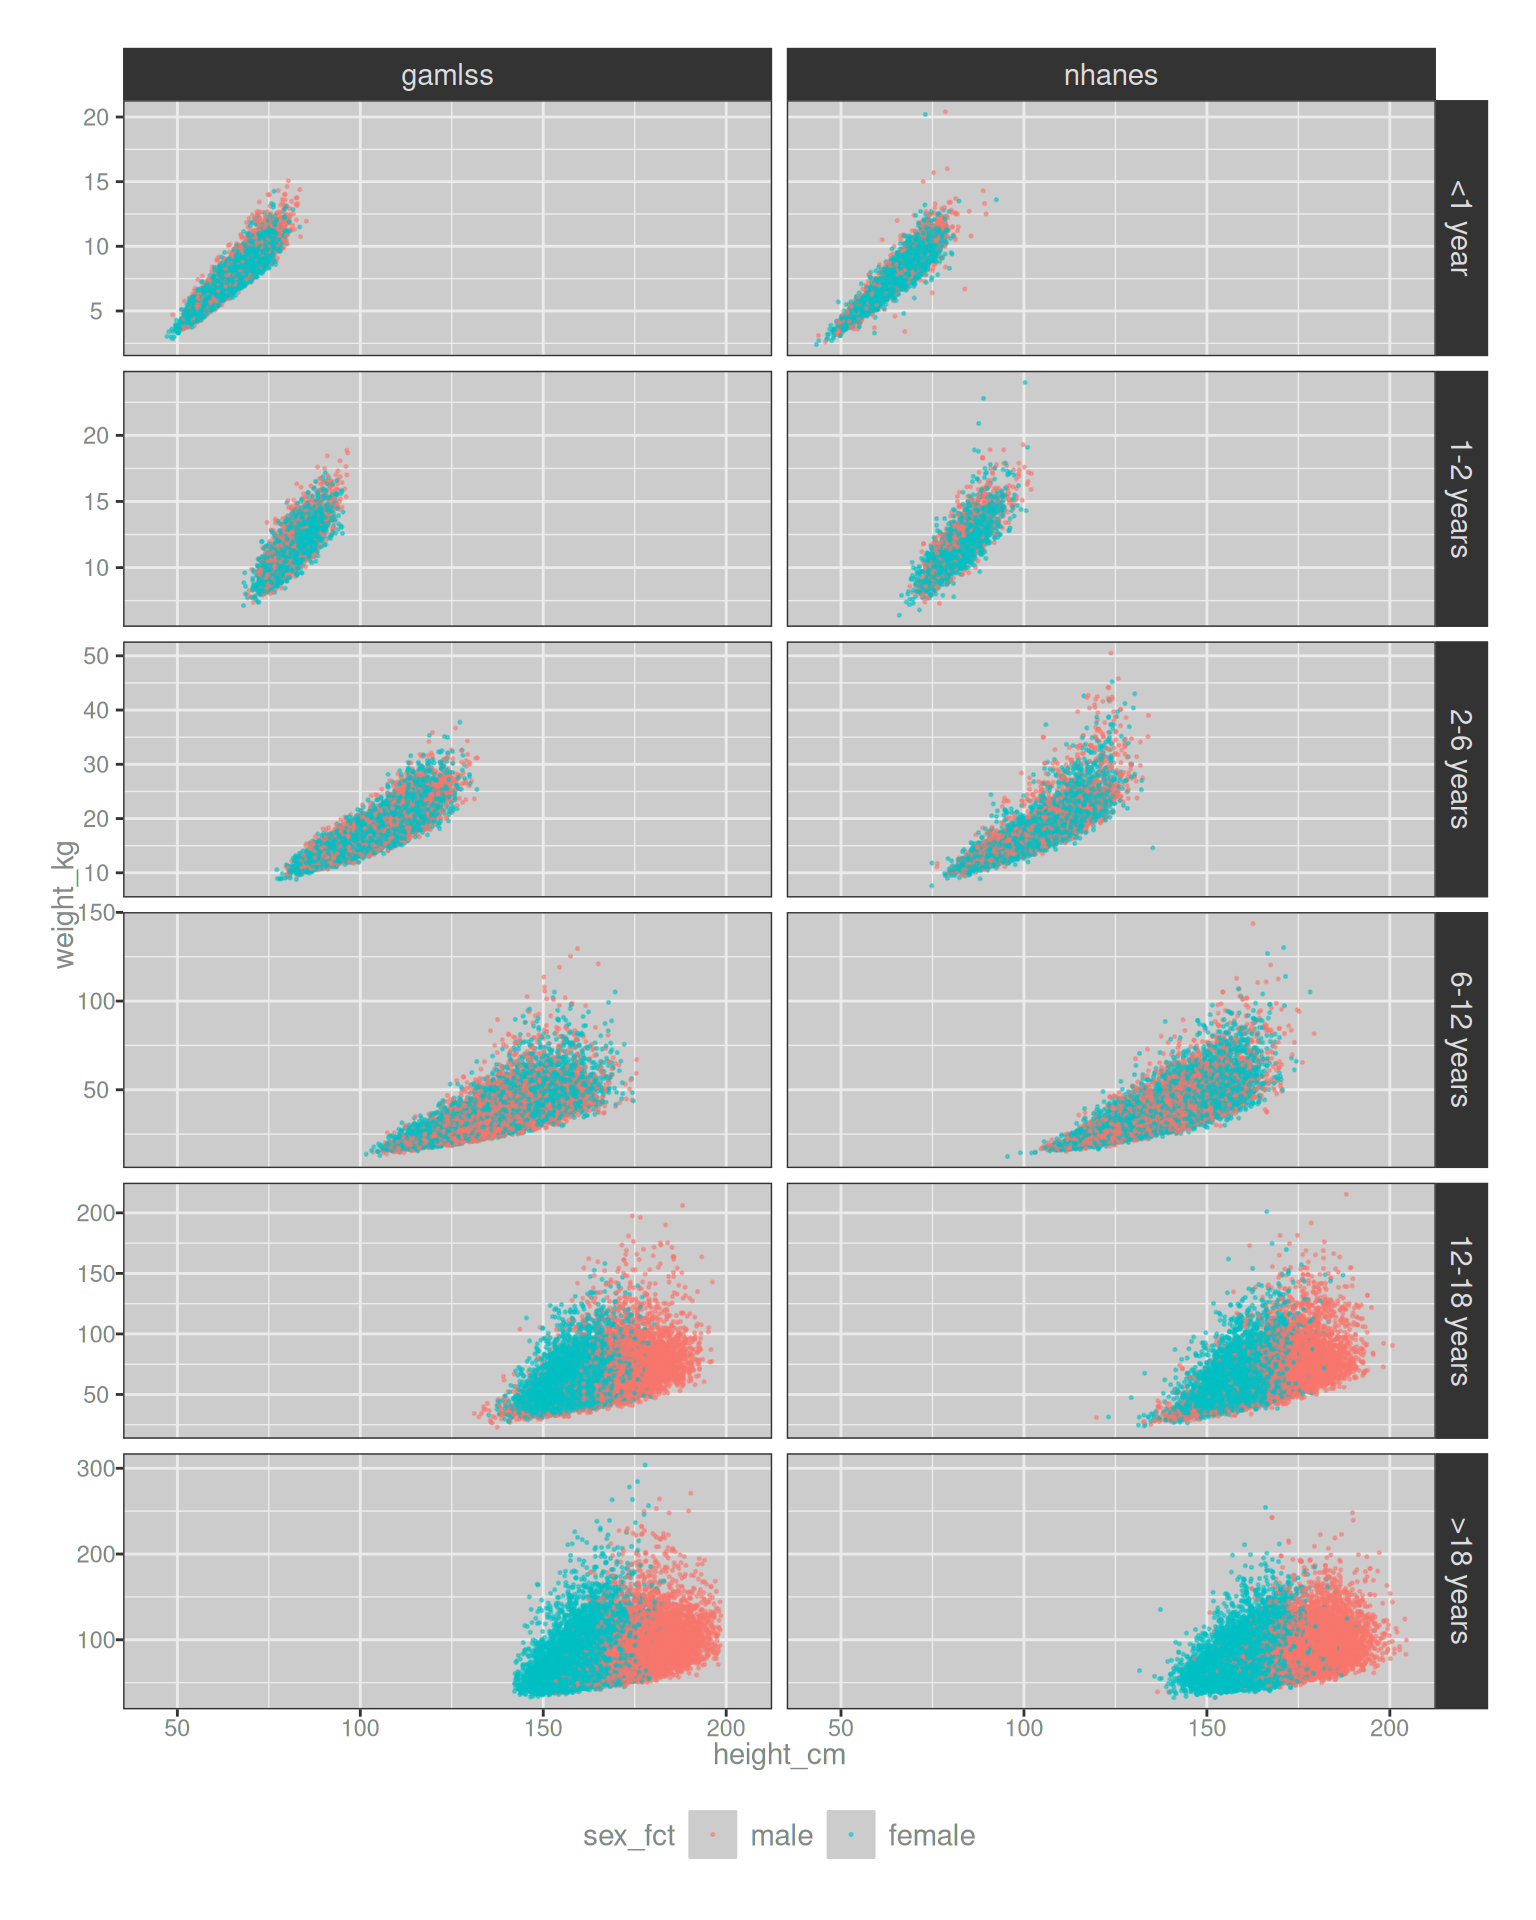 gamlss nhanes
20
15
10
5
<1 year
20
15
10
1-2 years
50
40
30
20
10
2-6 years
150
100
50
6-12 years
200
150
100
50
12-18 years
300
200
100
>18 years
weight_kg
50 100 150 200 50 100 150 200
height_cm
sex_fct male female